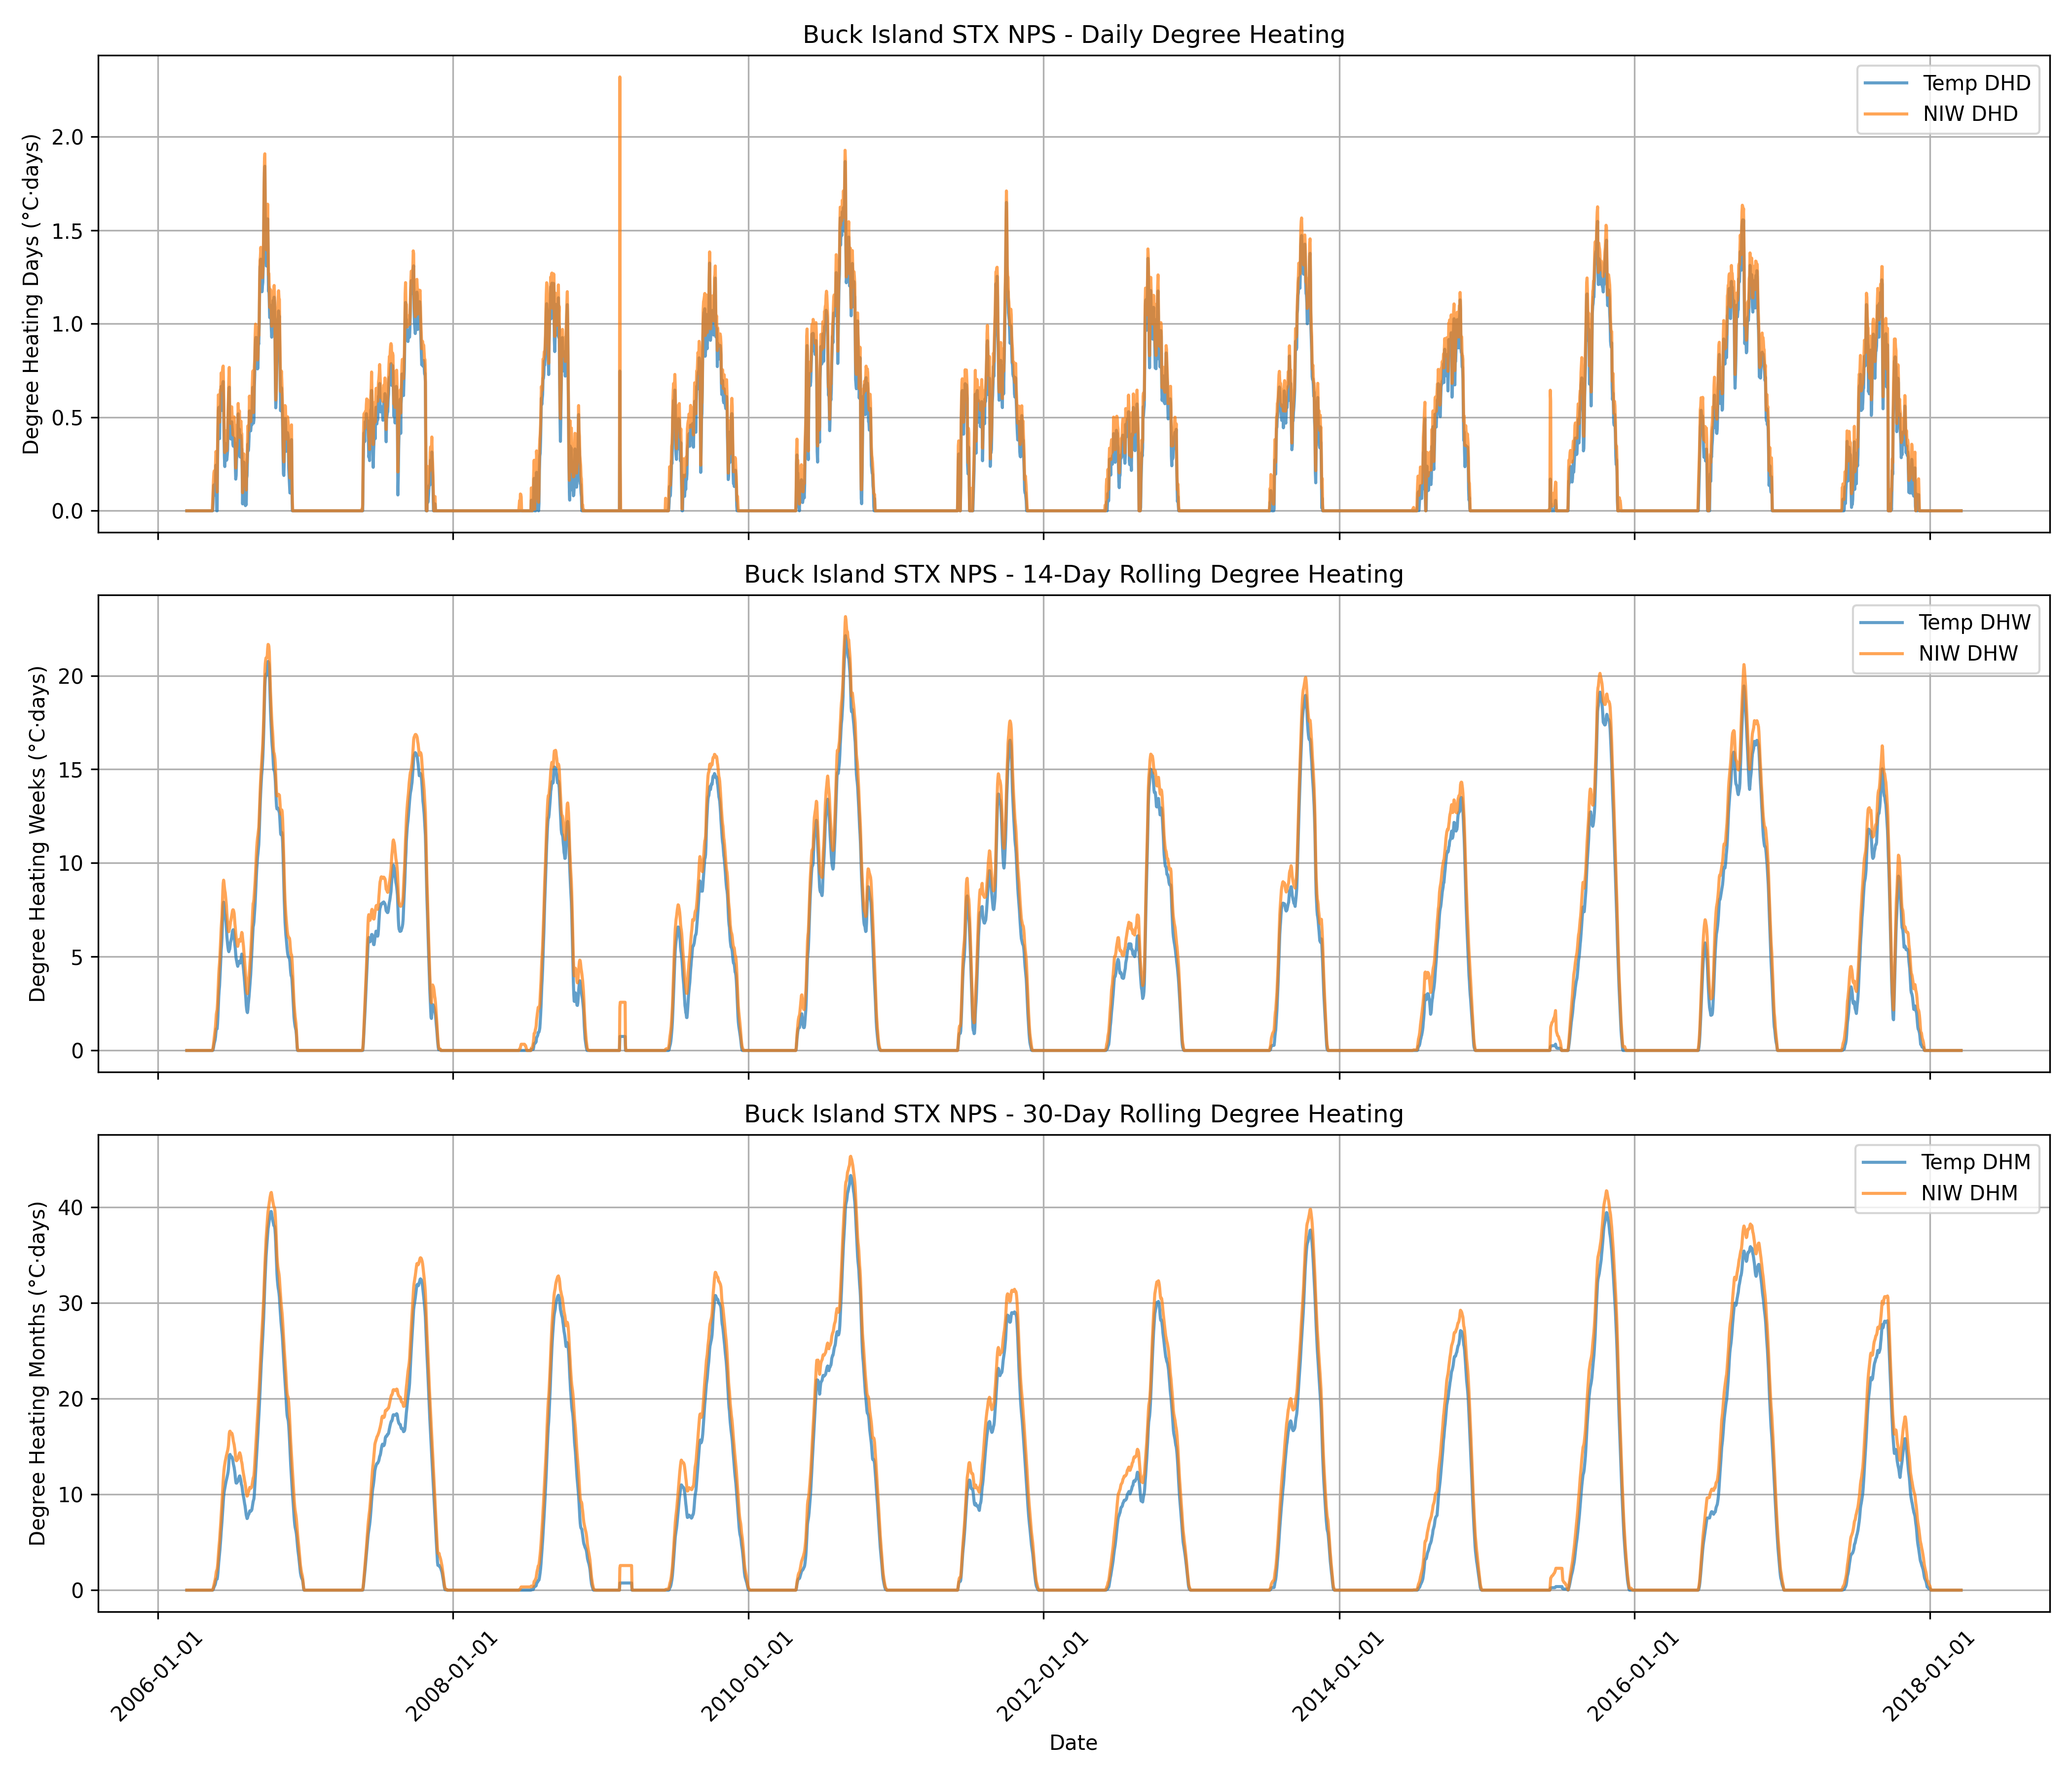 Buck Island STX NPS - Daily Degree Heating
Degree Heating Days (°C·days)
2.0
1.5
1.0
0.5
0.0
Temp DHD
NIW DHD
Buck Island STX NPS - 14-Day Rolling Degree Heating
Degree Heating Weeks (°C·days)
20
15
10
5
0
Temp DHW
NIW DHW
Buck Island STX NPS - 30-Day Rolling Degree Heating
Degree Heating Months (°C·days)
40
30
20
10
0
Temp DHM
NIW DHM
2006-01-01
2008-01-01
2010-01-01
2012-01-01
2014-01-01
2016-01-01
2018-01-01
Date